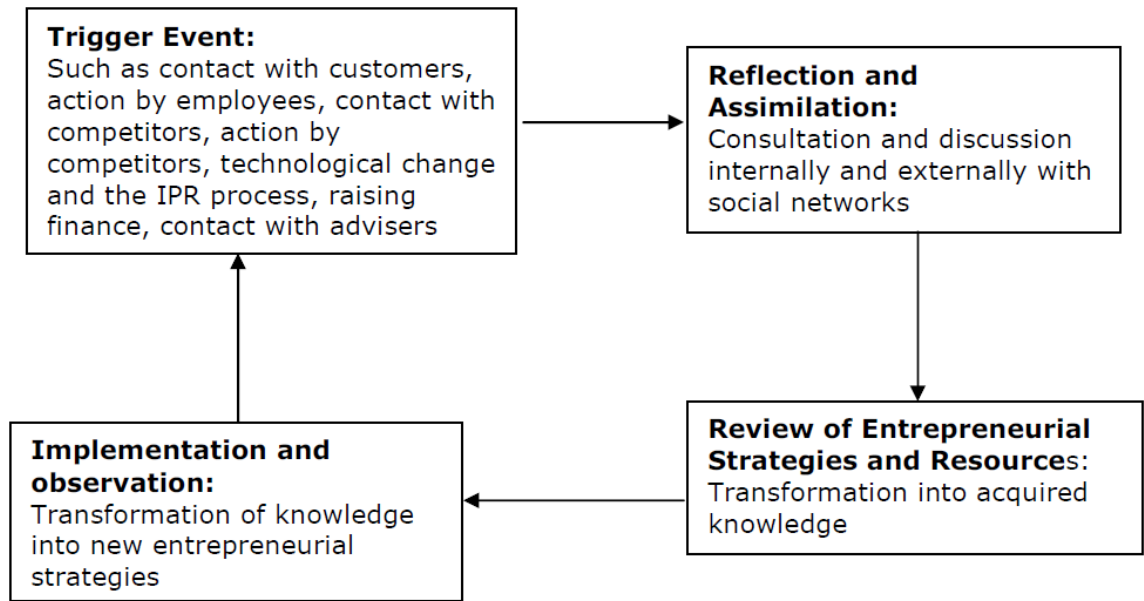 Trigger Event:
Such as contact with customers,
action by employees, contact with
competitors, action by
competitors, technological change
and the IPR process, raising
finance, contact with advisers
Reflection and
Assimilation:
Consultation and discussion
internally and externally with
social networks
Review of Entrepreneurial
Strategies and Resources:
Transformation into acquired
knowledge
Implementation and
observation:
Transformation of knowledge
into new entrepreneurial
strategies